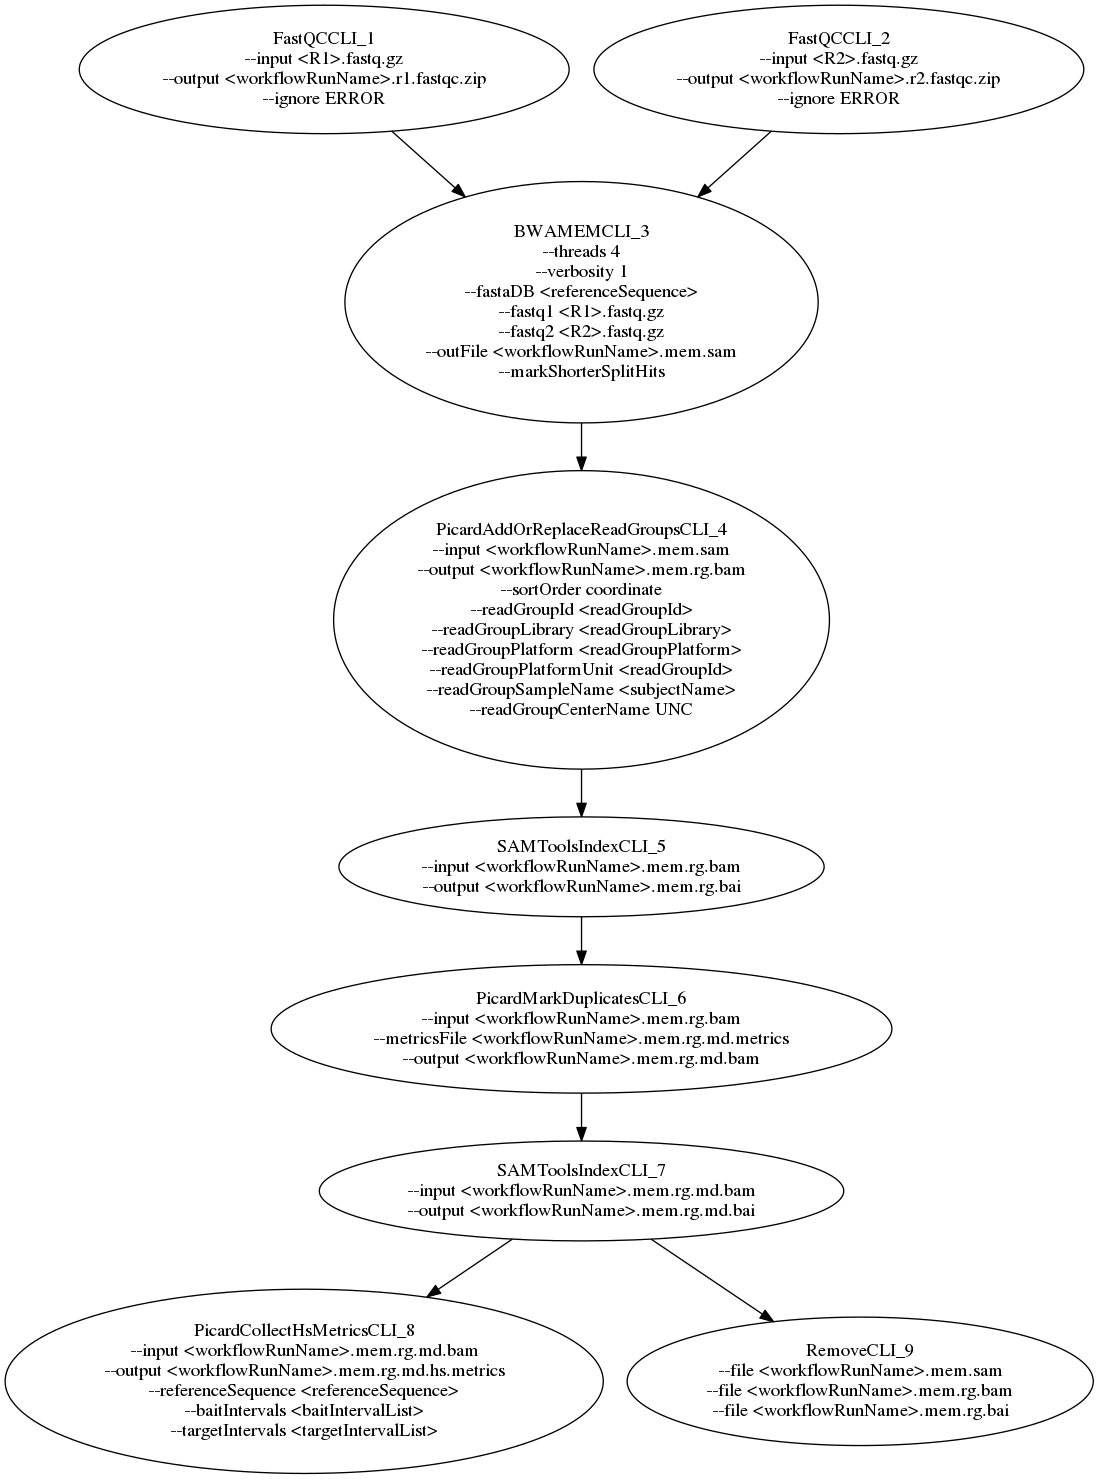 FastQCCLI_1
--input <R1>.fastq.gz
--output <workflowRunName>.r1.fastqc.zip
--ignore ERROR
FastQCCLI_2
--input <R2>.fastq.gz
--output <workflowRunName>.r2.fastqc.zip
--ignore ERROR
BWAMEMCLI_3
--threads 4
--verbosity 1
--fastaDB <referenceSequence>
--fastq1 <R1>.fastq.gz
--fastq2 <R2>.fastq.gz
--outFile <workflowRunName>.mem.sam
--markShorterSplitHits
PicardAddOrReplaceReadGroupsCLI_4
--input <workflowRunName>.mem.sam
--output <workflowRunName>.mem.rg.bam
--sortOrder coordinate
--readGroupId <readGroupId>
--readGroupLibrary <readGroupLibrary>
--readGroupPlatform <readGroupPlatform>
--readGroupPlatformUnit <readGroupId>
--readGroupSampleName <subjectName>
--readGroupCenterName UNC
SAMToolsIndexCLI_5
--input <workflowRunName>.mem.rg.bam
--output <workflowRunName>.mem.rg.bai
PicardMarkDuplicatesCLI_6
--input <workflowRunName>.mem.rg.bam
--metricsFile <workflowRunName>.mem.rg.md.metrics
--output <workflowRunName>.mem.rg.md.bam
SAMToolsIndexCLI_7
--input <workflowRunName>.mem.rg.md.bam
--output <workflowRunName>.mem.rg.md.bai
PicardCollectHsMetricsCLI_8
--input <workflowRunName>.mem.rg.md.bam
--output <workflowRunName>.mem.rg.md.hs.metrics
--referenceSequence <referenceSequence>
--baitIntervals <baitIntervalList>
--targetIntervals <targetIntervalList>
RemoveCLI_9
--file <workflowRunName>.mem.sam
--file <workflowRunName>.mem.rg.bam
--file <workflowRunName>.mem.rg.bai